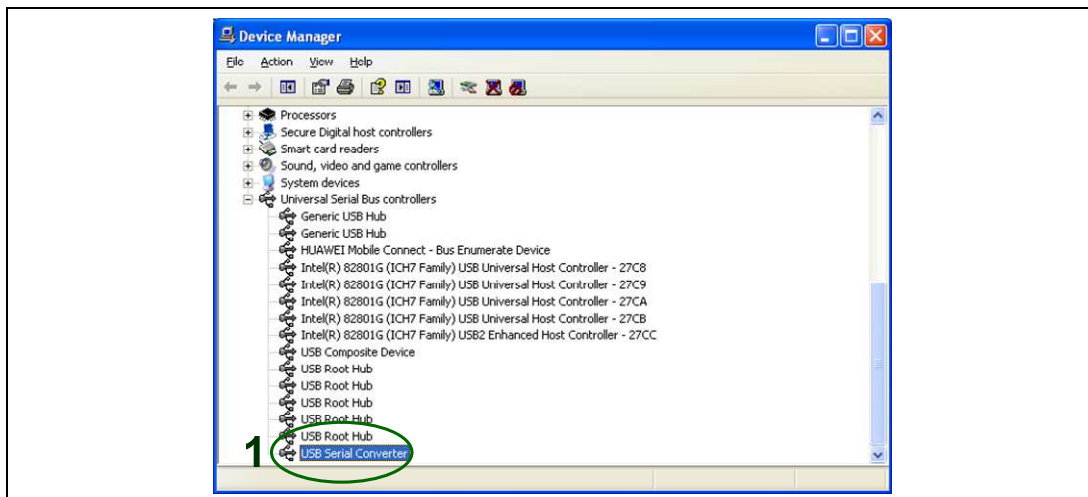 Device Manager
File Action View Help
Processors
Secure Digital host controllers
Smart card readers
Sound, video and game controllers
System devices
Universal Serial Bus controllers
Generic USB Hub
Generic USB Hub
HUAWEI Mobile Connect - Bus Enumerate Device
Intel(R) 82801G (ICH7 Family) USB Universal Host Controller - 27C8
Intel(R) 82801G (ICH7 Family) USB Universal Host Controller - 27C9
Intel(R) 82801G (ICH7 Family) USB Universal Host Controller - 27CA
Intel(R) 82801G (ICH7 Family) USB Universal Host Controller - 27CB
Intel(R) 82801G (ICH7 Family) USB2 Enhanced Host Controller - 27CC
USB Composite Device
USB Root Hub
USB Root Hub
USB Root Hub
USB Root Hub
USB Root Hub
1 USB Serial Converter